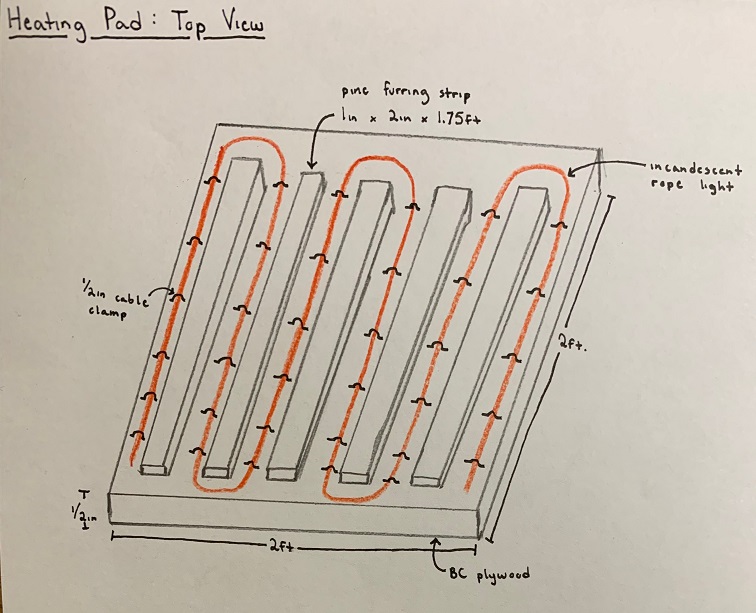 Heating Pad: Top View
pine furring strip
1in x 2in x 1.75ft
incandescent
rope light
1/2in cable
clamp
2ft.
1/2in
2ft.
BC plywood